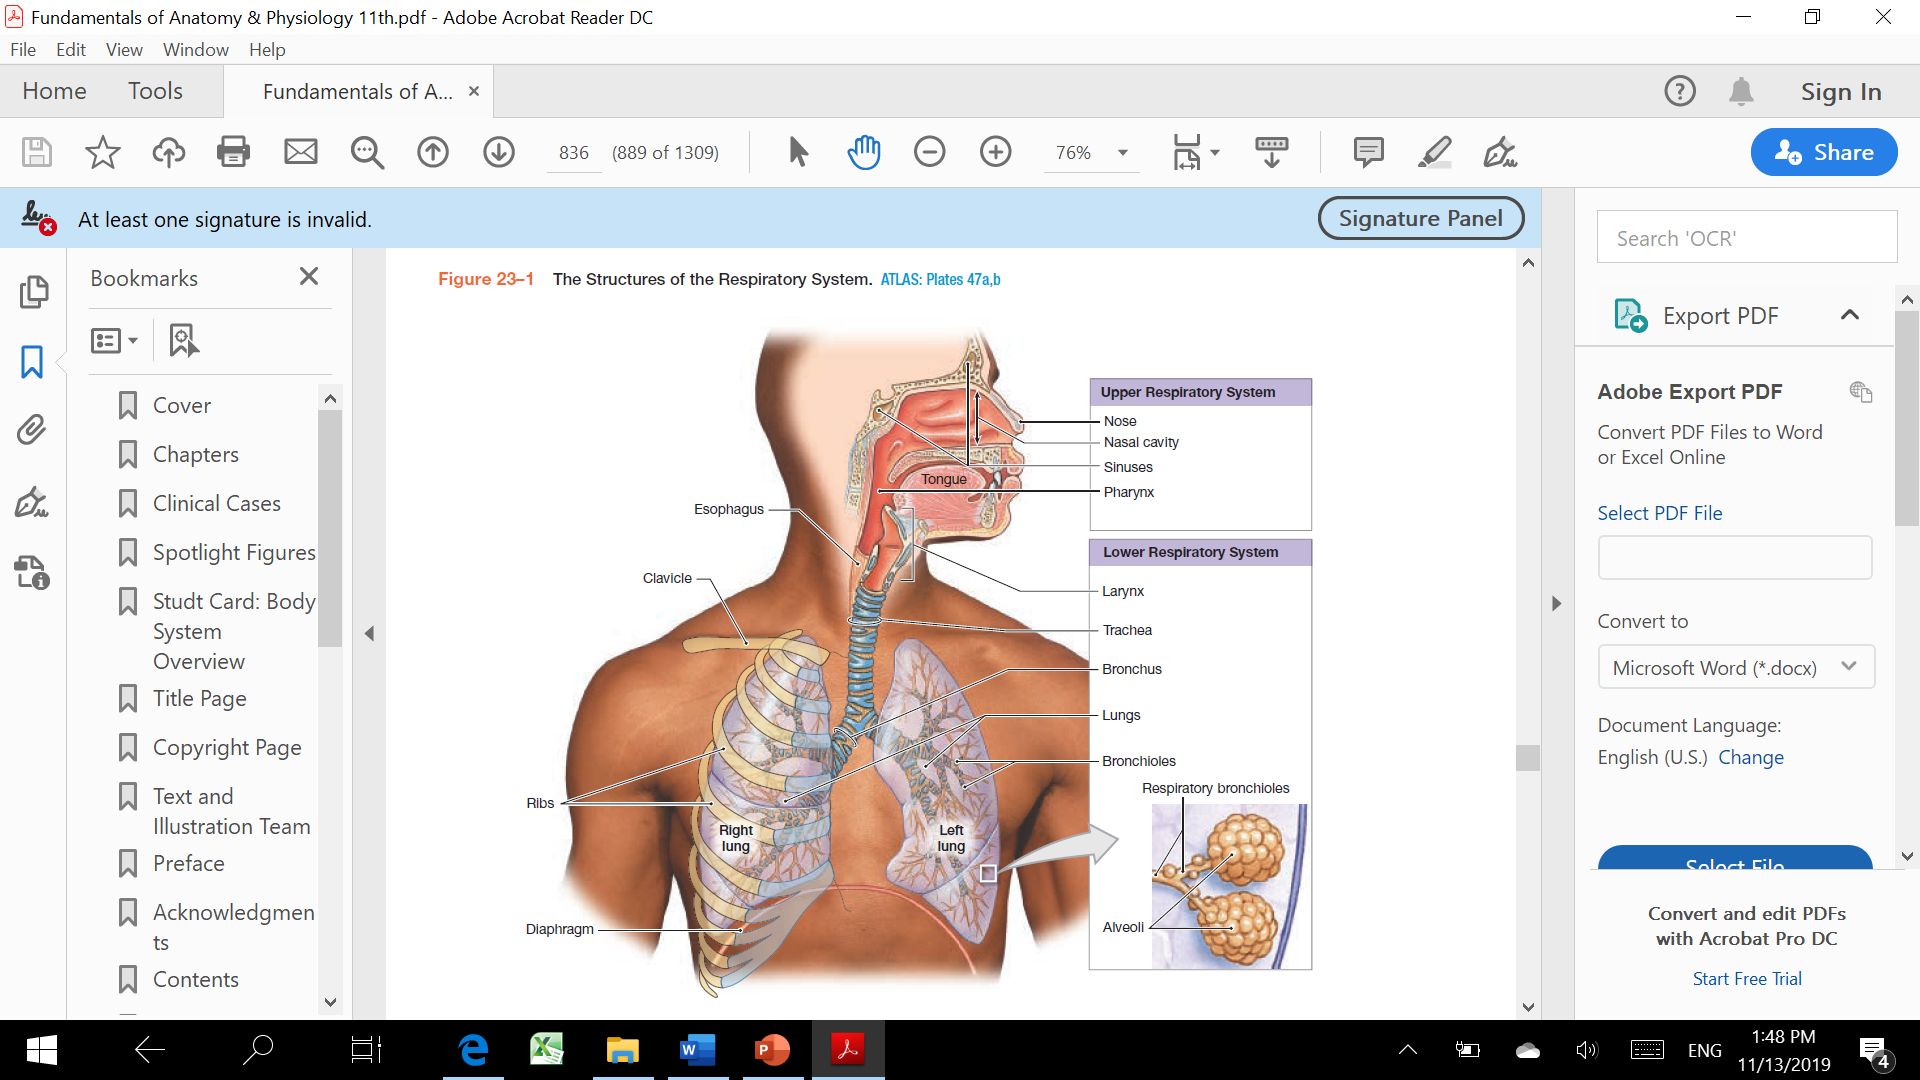 Fundamentals of Anatomy & Physiology 11th.pdf - Adobe Acrobat Reader DC
File Edit View Window Help
Home Tools Fundamentals of A... × Sign In
836 (889 of 1309) 76% Share
At least one signature is invalid. Signature Panel
Bookmarks
Cover
Chapters
Clinical Cases
Spotlight Figures
Studt Card: Body
System
Overview
Title Page
Copyright Page
Text and
Illustration Team
Preface
Acknowledgmen
ts
Contents
Figure 23–1 The Structures of the Respiratory System. ATLAS: Plates 47a,b
Upper Respiratory System
Nose
Nasal cavity
Sinuses
Pharynx
Tongue
Esophagus
Clavicle
Lower Respiratory System
Larynx
Trachea
Bronchus
Lungs
Bronchioles
Respiratory bronchioles
Alveoli
Ribs
Right
lung
Left
lung
Diaphragm
Search 'OCR'
Export PDF
Adobe Export PDF
Convert PDF Files to Word
or Excel Online
Select PDF File
Convert to
Microsoft Word (*.docx)
Document Language:
English (U.S.) Change
Select File
Convert and edit PDFs
with Acrobat Pro DC
Start Free Trial
ENG
1:48 PM
11/13/2019
4